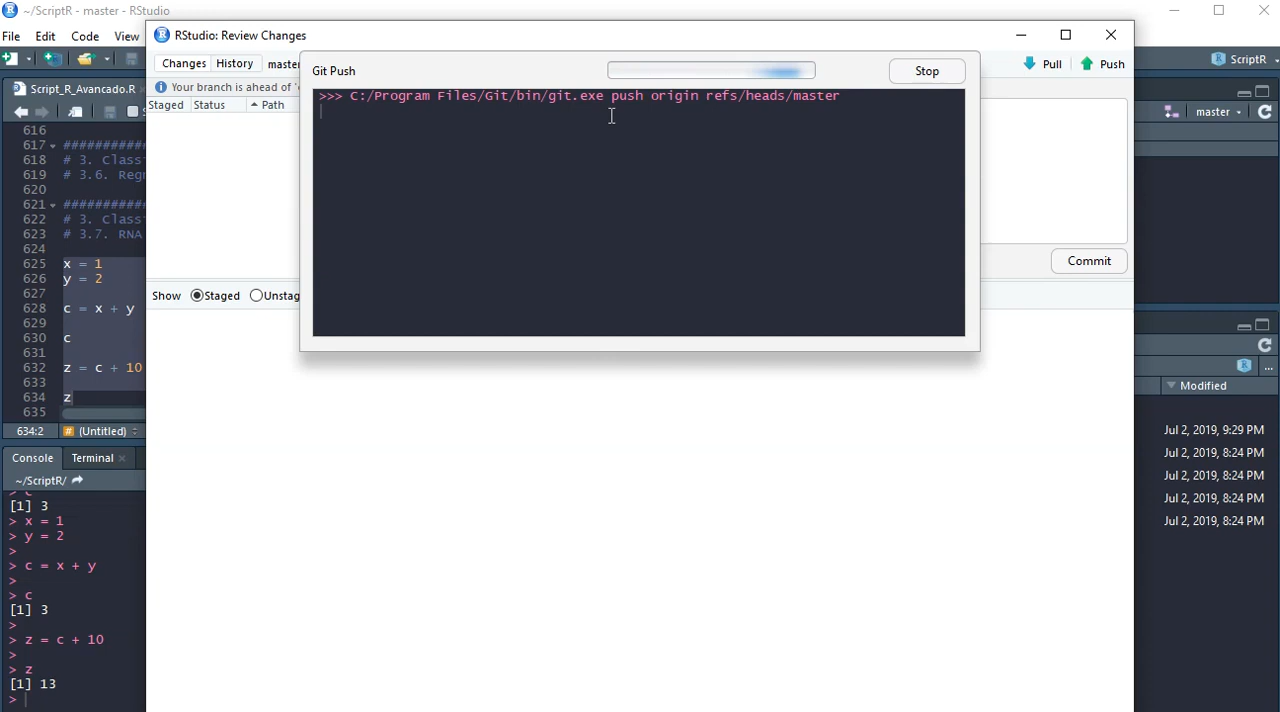 ~/ScriptR - master - RStudio
File Edit Code View
Script_R_Avancado.R
616
617 ##########
618 # 3. Class
619 # 3.6. Regr
620
621 ##########
622 # 3. Class
623 # 3.7. RNA
624
625 x = 1
626 y = 2
627
628 c = x + y
629
630 c
631
632 z = c + 10
633
634 z
635
634:2 # (Untitled)
Console Terminal
~/ScriptR/
> c
[1] 3
> x = 1
> y = 2
>
> c = x + y
>
> c
[1] 3
>
> z = c + 10
>
> z
[1] 13
>
RStudio: Review Changes
Changes History maste
Pull Push
Your branch is ahead of '
Staged Status Path
Show Staged Unstag
Commit
Git Push
Stop
>>> C:/Program Files/Git/bin/git.exe push origin refs/heads/master
ScriptR
master
...
Modified
Jul 2, 2019, 9:29 PM
Jul 2, 2019, 8:24 PM
Jul 2, 2019, 8:24 PM
Jul 2, 2019, 8:24 PM
Jul 2, 2019, 8:24 PM